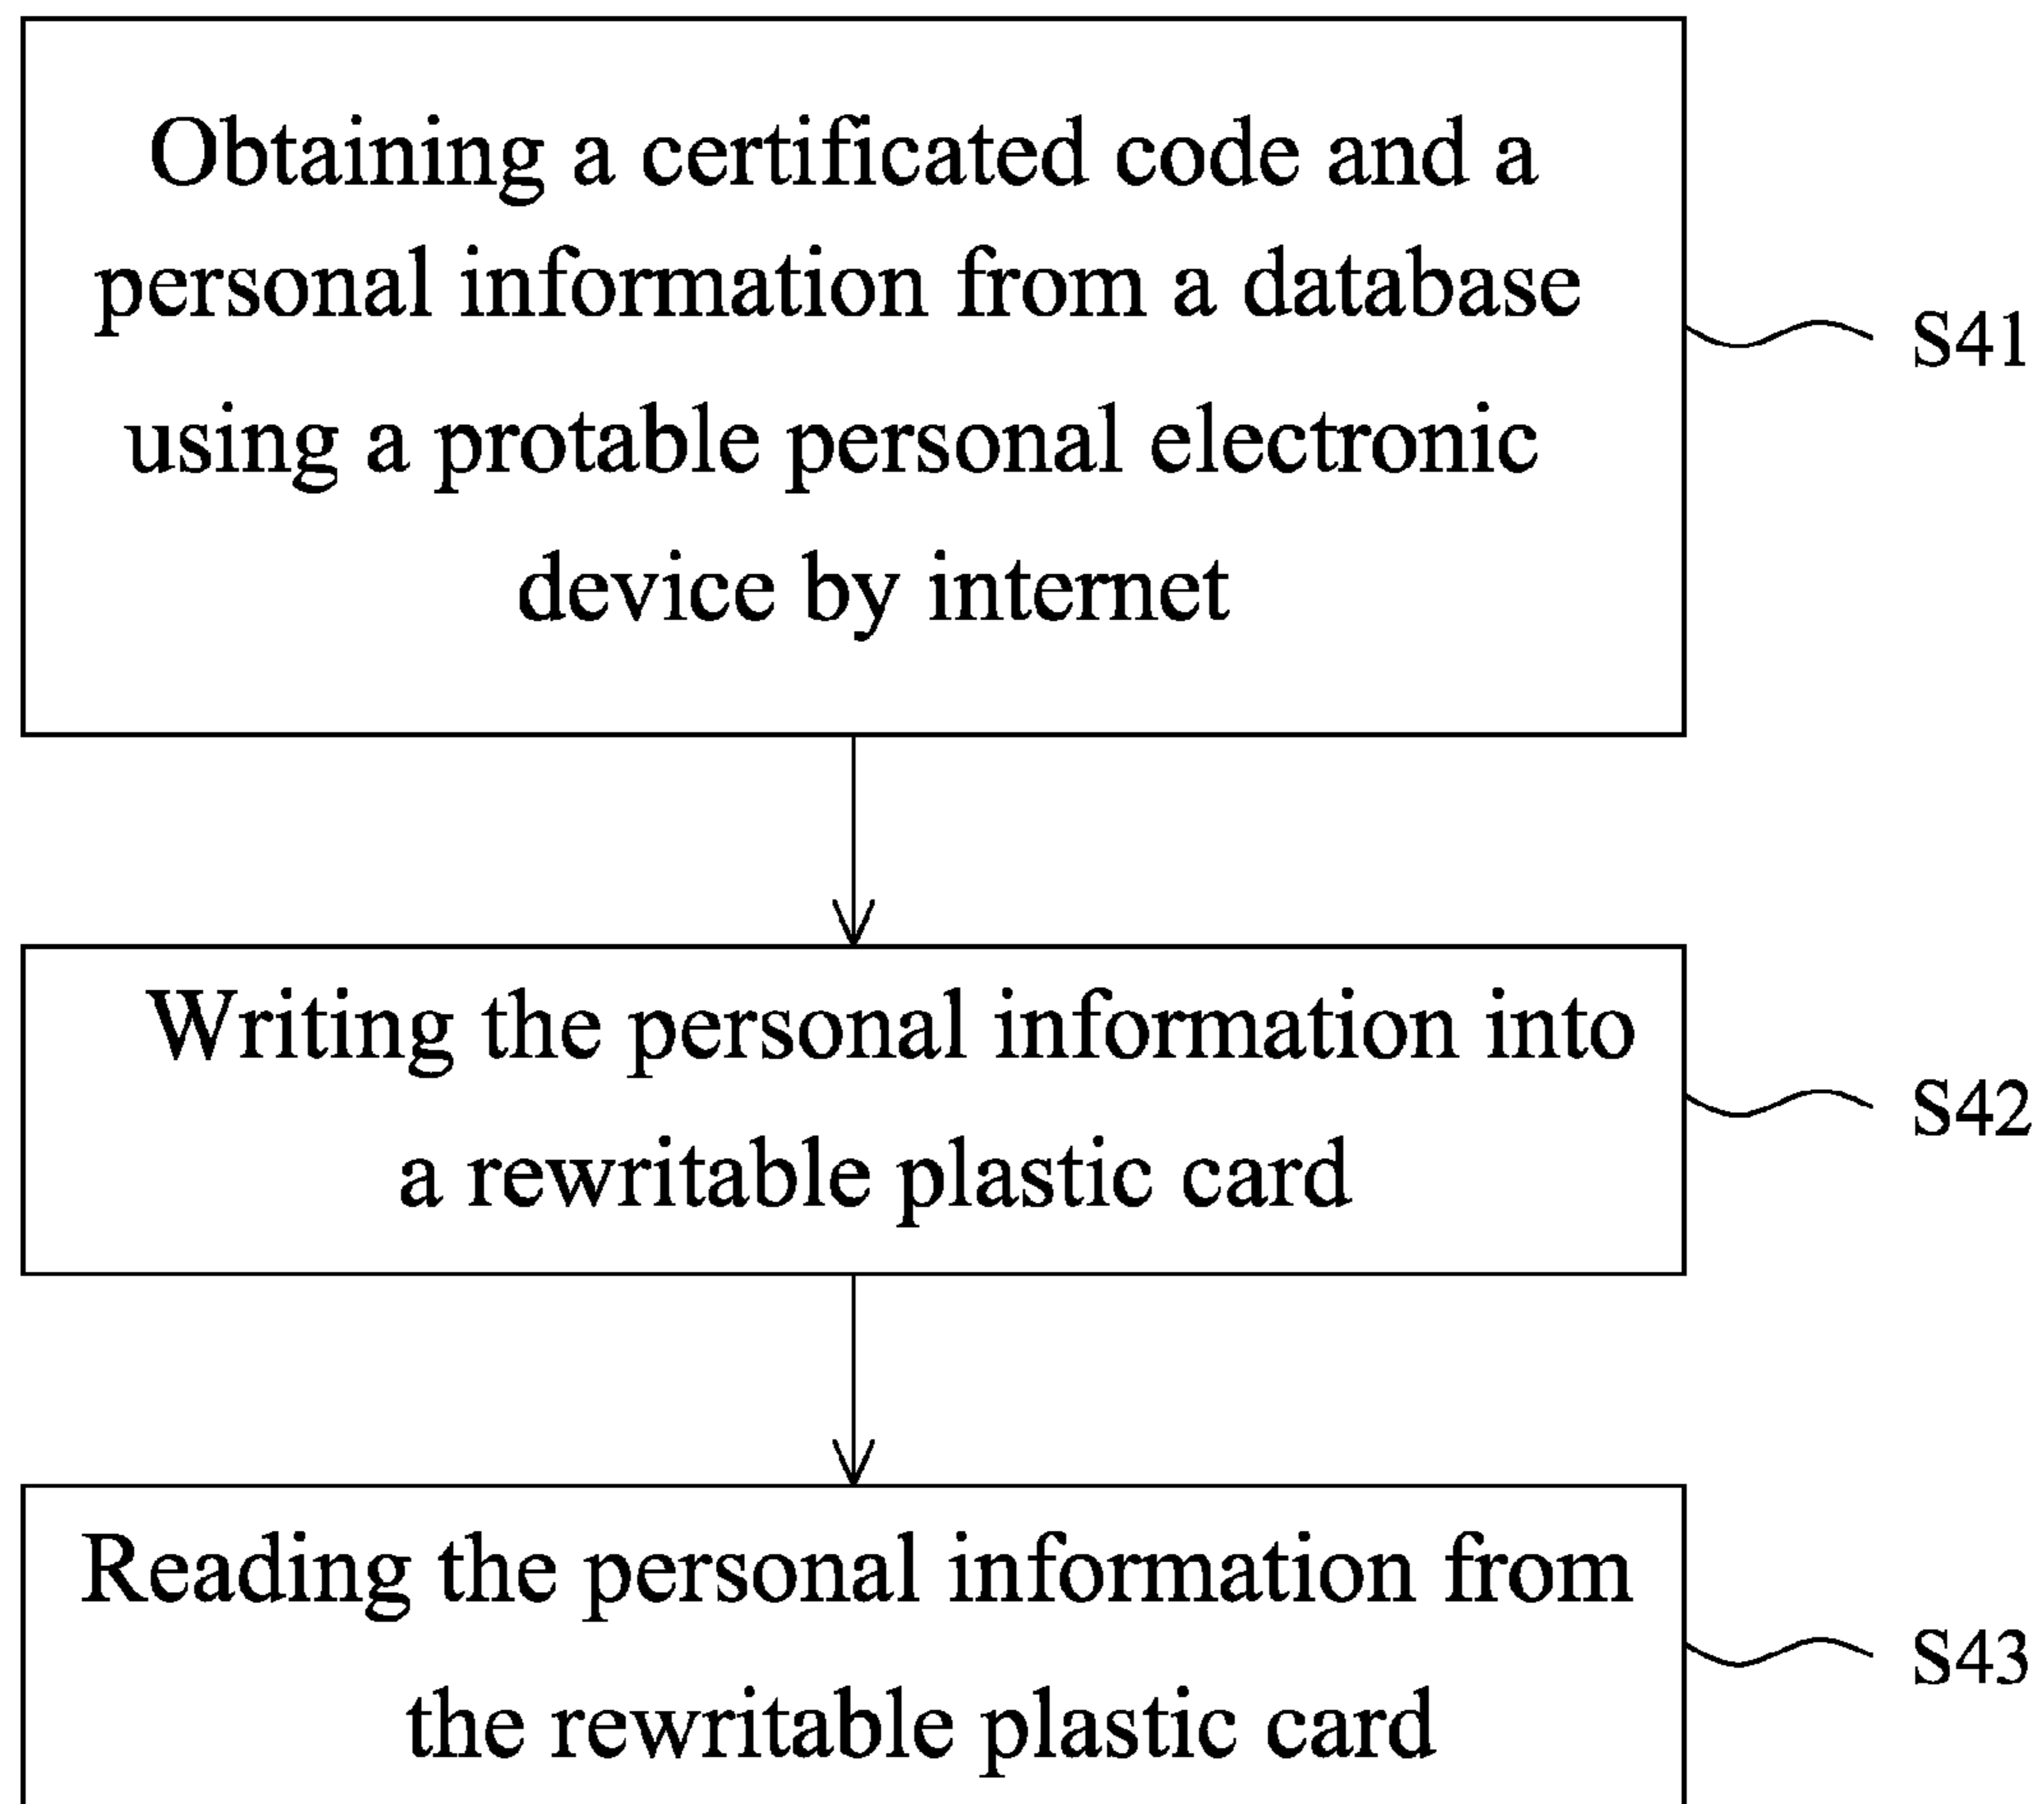 Obtaining a certificated code and a
personal information from a database
using a protable personal electronic
device by internet
S41
Writing the personal information into
a rewritable plastic card
S42
Reading the personal information from
the rewritable plastic card
S43